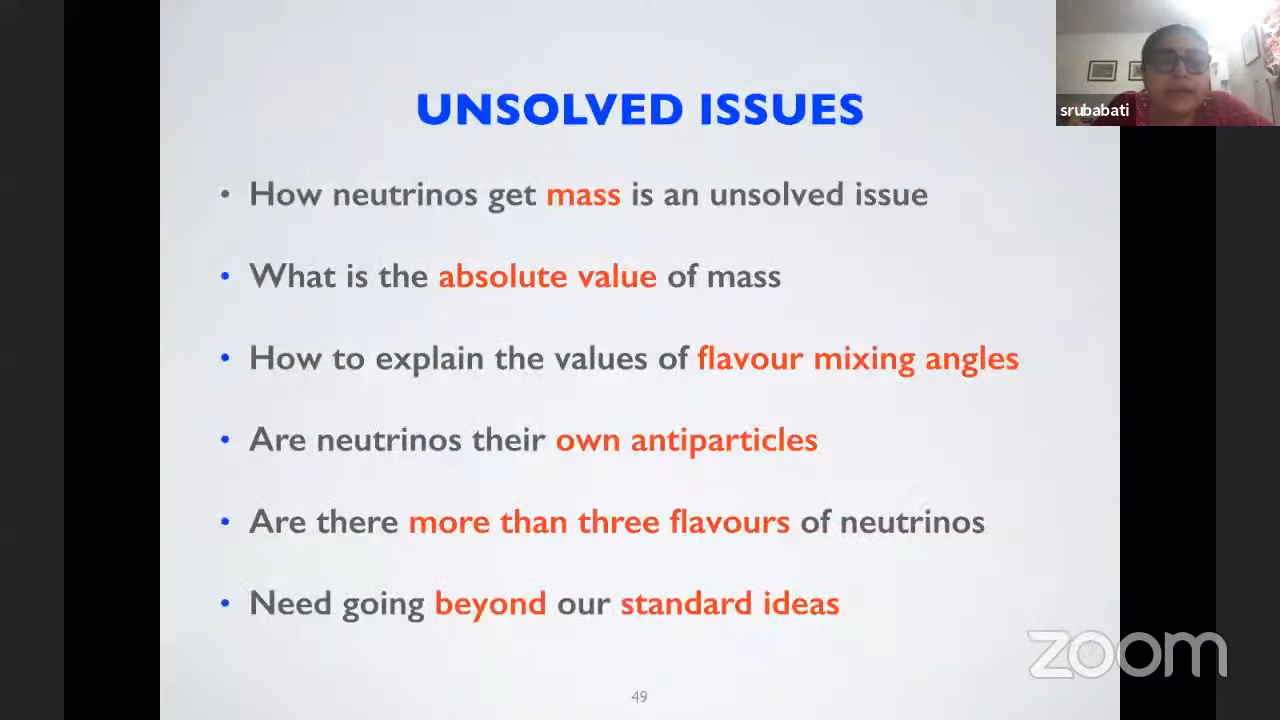 UNSOLVED ISSUES
srubabati
• How neutrinos get mass is an unsolved issue
• What is the absolute value of mass
• How to explain the values of flavour mixing angles
• Are neutrinos their own antiparticles
• Are there more than three flavours of neutrinos
• Need going beyond our standard ideas
zoom
49